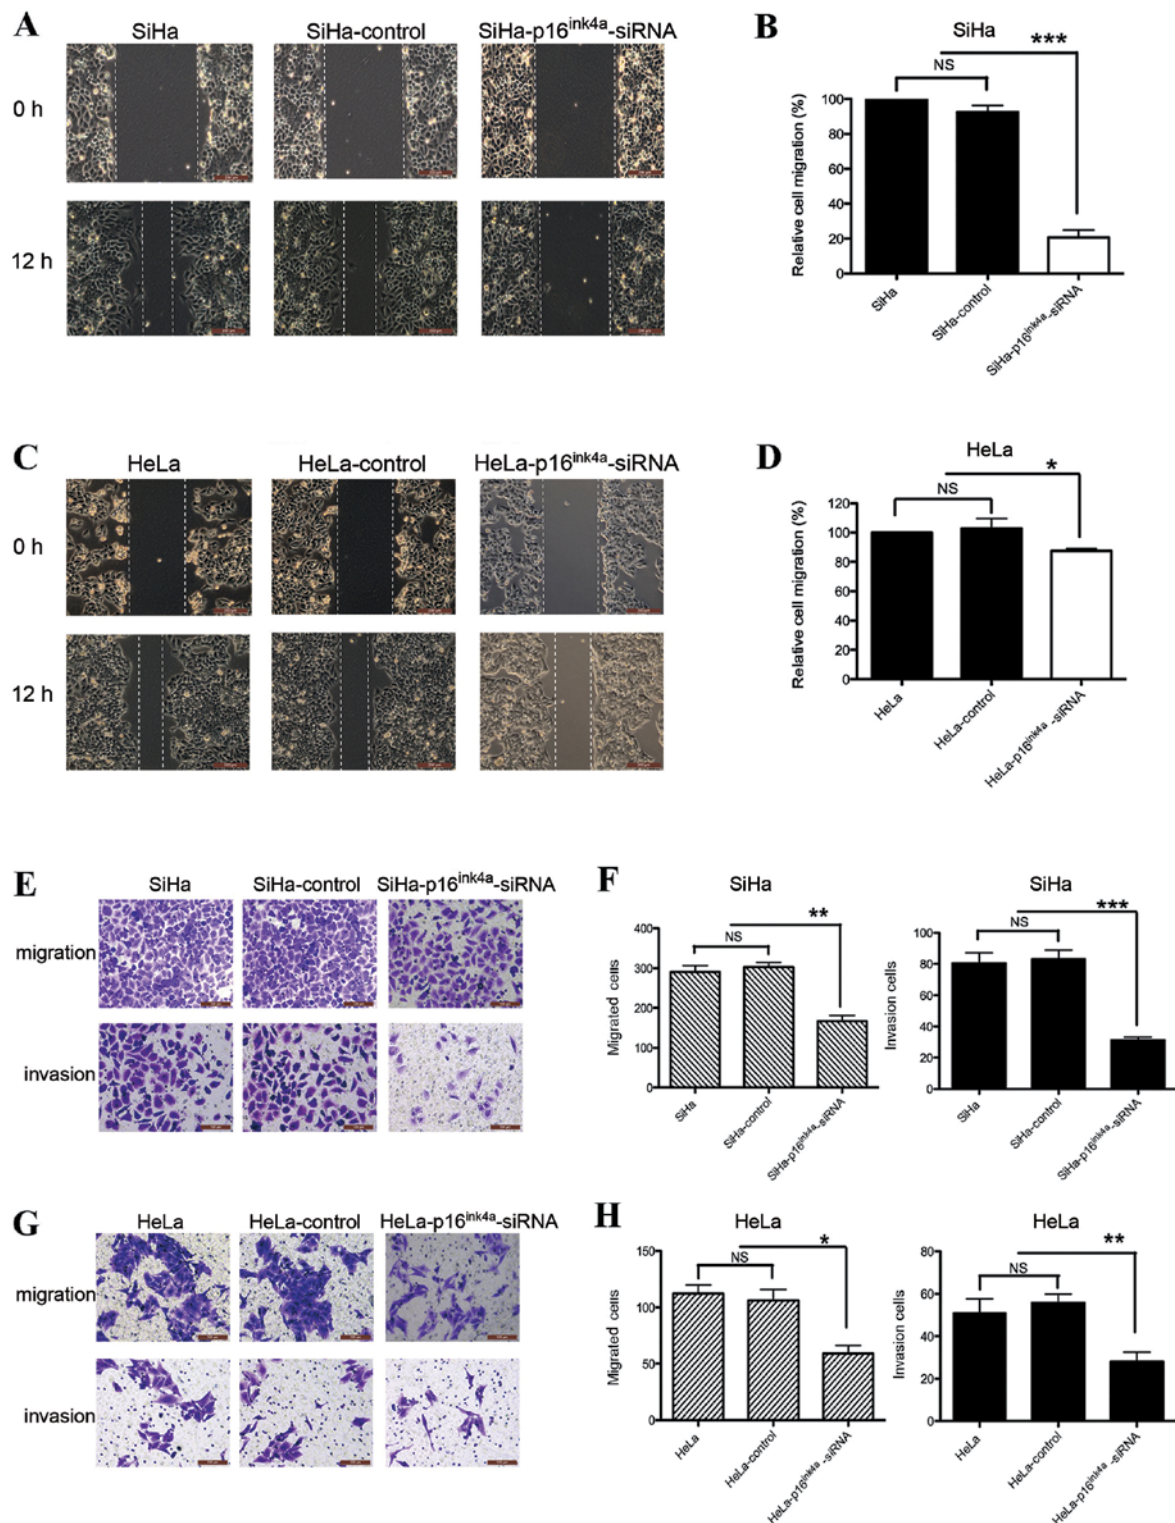 A
SiHa SiHa-control SiHa-p16ink4a-siRNA
0 h
12 h
B
SiHa
***
NS
Relative cell migration (%)
100
80
60
40
20
0
SiHa
SiHa-control
SiHa-p16ink4a-siRNA
C
HeLa HeLa-control HeLa-p16ink4a-siRNA
0 h
12 h
D
HeLa
*
NS
Relative cell migration (%)
120
100
80
60
40
20
0
HeLa
HeLa-control
HeLa-p16ink4a -siRNA
E
SiHa SiHa-control SiHa-p16ink4a-siRNA
migration
invasion
F
SiHa
**
NS
Migrated cells
400
300
200
100
0
SiHa
SiHa-control
SiHa-p16ink4a-siRNA
SiHa
***
NS
Invasion cells
100
80
60
40
20
0
SiHa
SiHa-control
SiHa-p16ink4a-siRNA
G
HeLa HeLa-control HeLa-p16ink4a-siRNA
migration
invasion
H
HeLa
*
NS
Migrated cells
150
100
50
0
HeLa
HeLa-control
HeLa-p16ink4a-siRNA
HeLa
**
NS
Invasion cells
80
60
40
20
0
HeLa
HeLa-control
HeLa-p16ink4a-siRNA